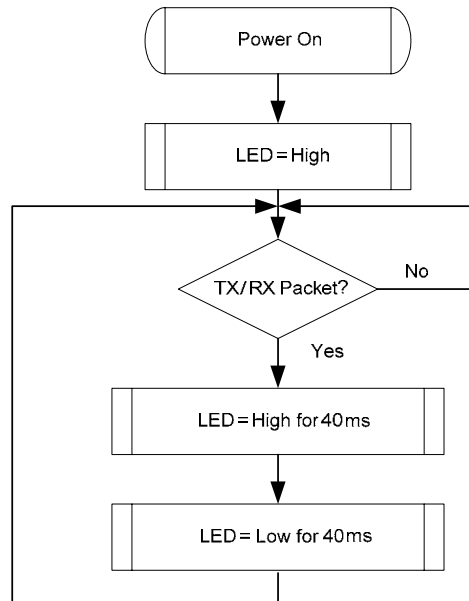 Power On
LED=High
TX/RX Packet?
No
Yes
LED=High for 40ms
LED=Low for 40ms